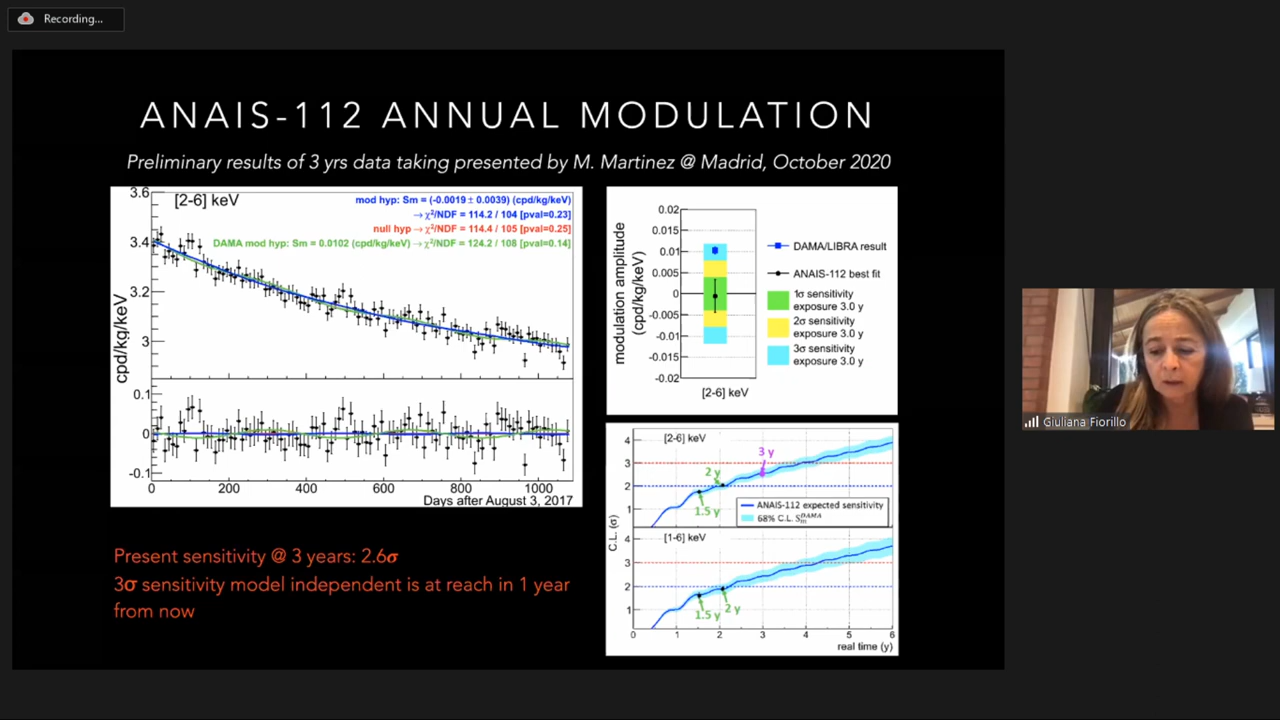 Recording...
ANAIS-112 ANNUAL MODULATION
Preliminary results of 3 yrs data taking presented by M. Martinez @ Madrid, October 2020
[2-6] keV
mod hyp: Sm = (-0.0019 ± 0.0039) (cpd/kg/keV)
→ χ²/NDF = 114.2 / 104 [pval=0.23]
null hyp → χ²/NDF = 114.4 / 105 [pval=0.25]
DAMA mod hyp: Sm = 0.0102 (cpd/kg/keV) → χ²/NDF = 124.2 / 108 [pval=0.14]
cpd/kg/keV
3.6
3.4
3.2
3
0.1
0
-0.1
0 200 400 600 800 1000
Days after August 3, 2017
modulation amplitude
(cpd/kg/keV)
0.02
0.015
0.01
0.005
0
-0.005
-0.01
-0.015
-0.02
[2-6] keV
DAMA/LIBRA result
ANAIS-112 best fit
1σ sensitivity
exposure 3.0 y
2σ sensitivity
exposure 3.0 y
3σ sensitivity
exposure 3.0 y
C.L. (σ)
[2-6] keV
4
3
2
1
3 y
2 y
1.5 y
ANAIS-112 expected sensitivity
68% C.L. S_m^DAMA
[1-6] keV
4
3
2
1
1.5 y 2 y
0 1 2 3 4 5 6
real time (y)
Present sensitivity @ 3 years: 2.6σ
3σ sensitivity model independent is at reach in 1 year
from now
Giuliana Fiorillo